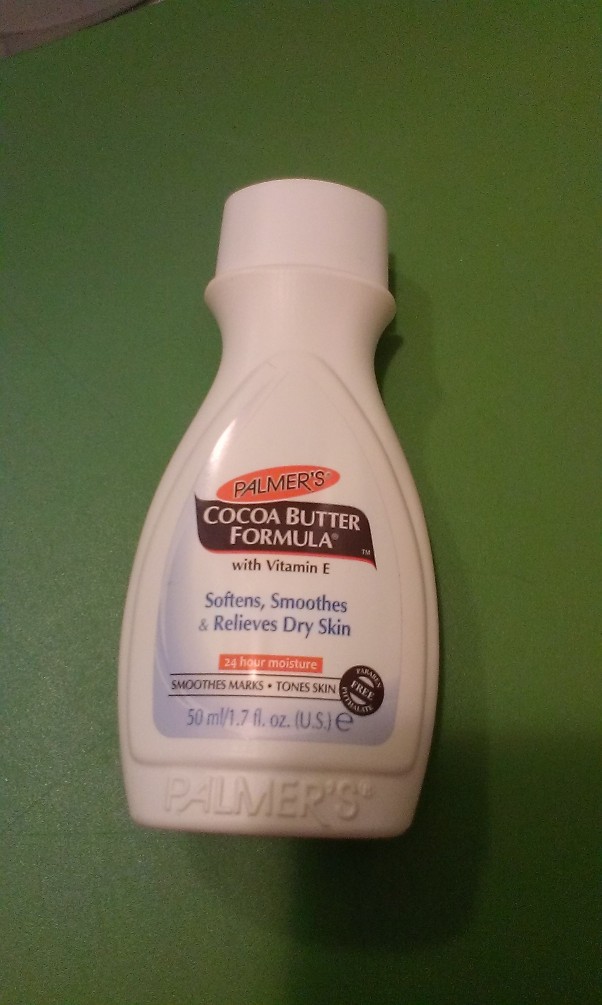 PALMER'S®
COCOA BUTTER
FORMULA®
TM
with Vitamin E
Softens, Smoothes
& Relieves Dry Skin
24 hour moisture
SMOOTHES MARKS • TONES SKIN
PARABEN
FREE
PHTHALATE
50 ml/1.7 fl. oz. (U.S.) ℮
PALMER'S®